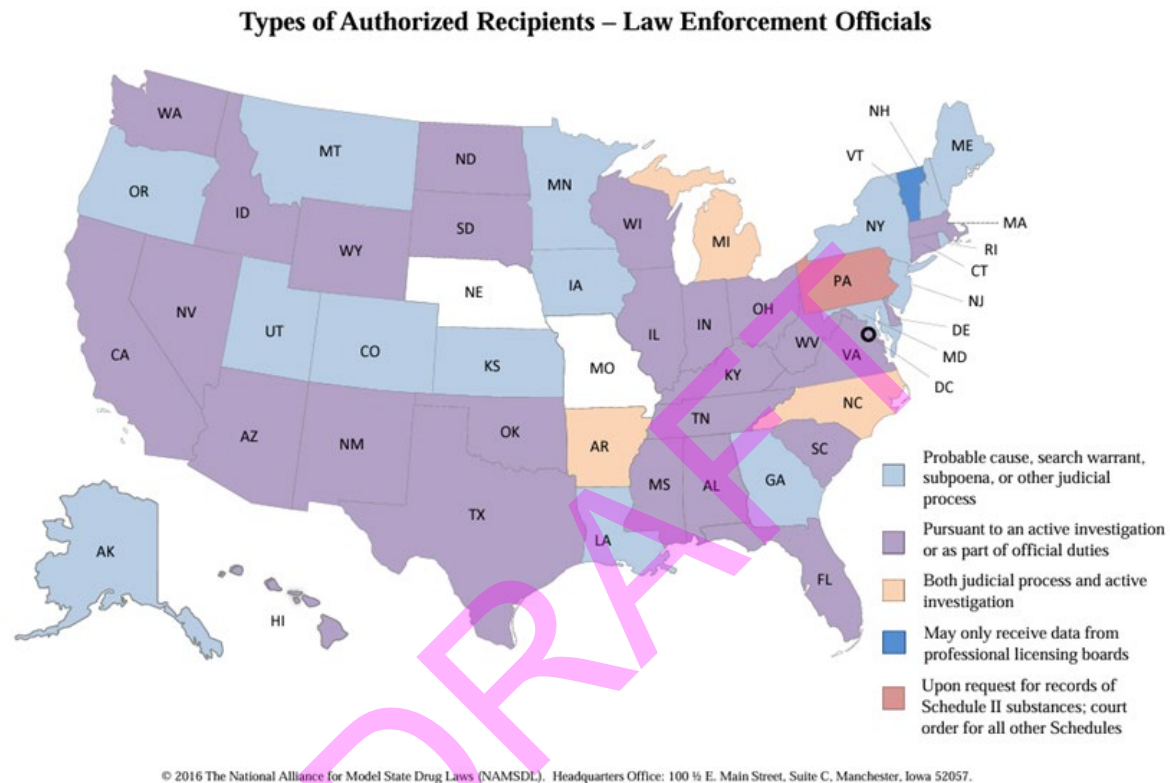 Types of Authorized Recipients – Law Enforcement Officials
WA
MT
ND
MN
OR
ID
WY
SD
WI
MI
NH
VT
ME
NY
MA
RI
CT
NJ
DE
MD
DC
PA
NE
IA
NV
UT
CO
KS
MO
IL
IN
OH
WV
VA
KY
CA
AZ
NM
OK
AR
TN
NC
SC
MS
AL
GA
TX
LA
FL
AK
HI
Probable cause, search warrant,
subpoena, or other judicial
process
Pursuant to an active investigation
or as part of official duties
Both judicial process and active
investigation
May only receive data from
professional licensing boards
Upon request for records of
Schedule II substances; court
order for all other Schedules
DRAFT
© 2016 The National Alliance for Model State Drug Laws (NAMSDL). Headquarters Office: 100 ½ E. Main Street, Suite C, Manchester, Iowa 52057.